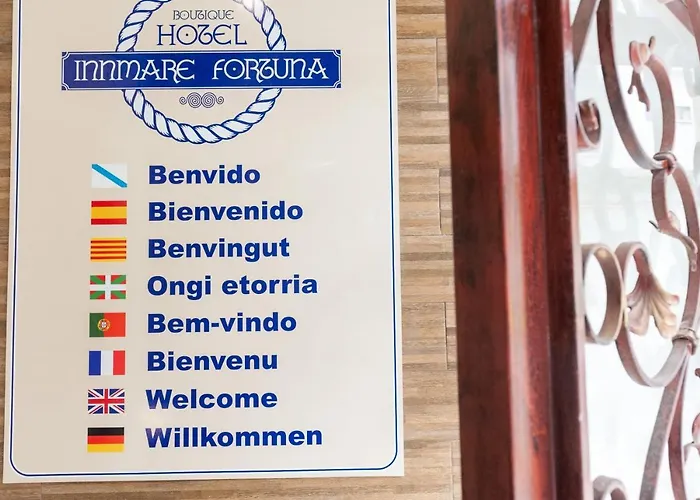 BOUTIQUE
HOTEL
INNMARE FORTUNA
Benvido
Bienvenido
Benvingut
Ongi etorria
Bem-vindo
Bienvenu
Welcome
Willkommen